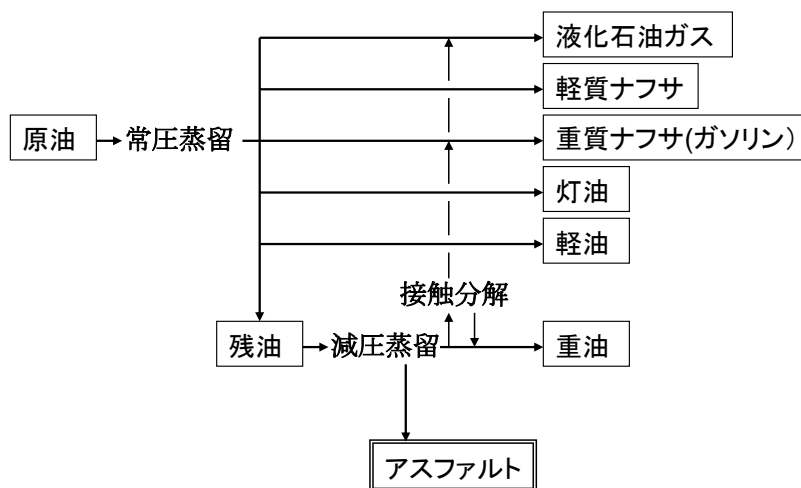 液化石油ガス
軽質ナフサ
原油
常圧蒸留
重質ナフサ(ガソリン）
灯油
軽油
接触分解
残油
減圧蒸留
重油
アスファルト